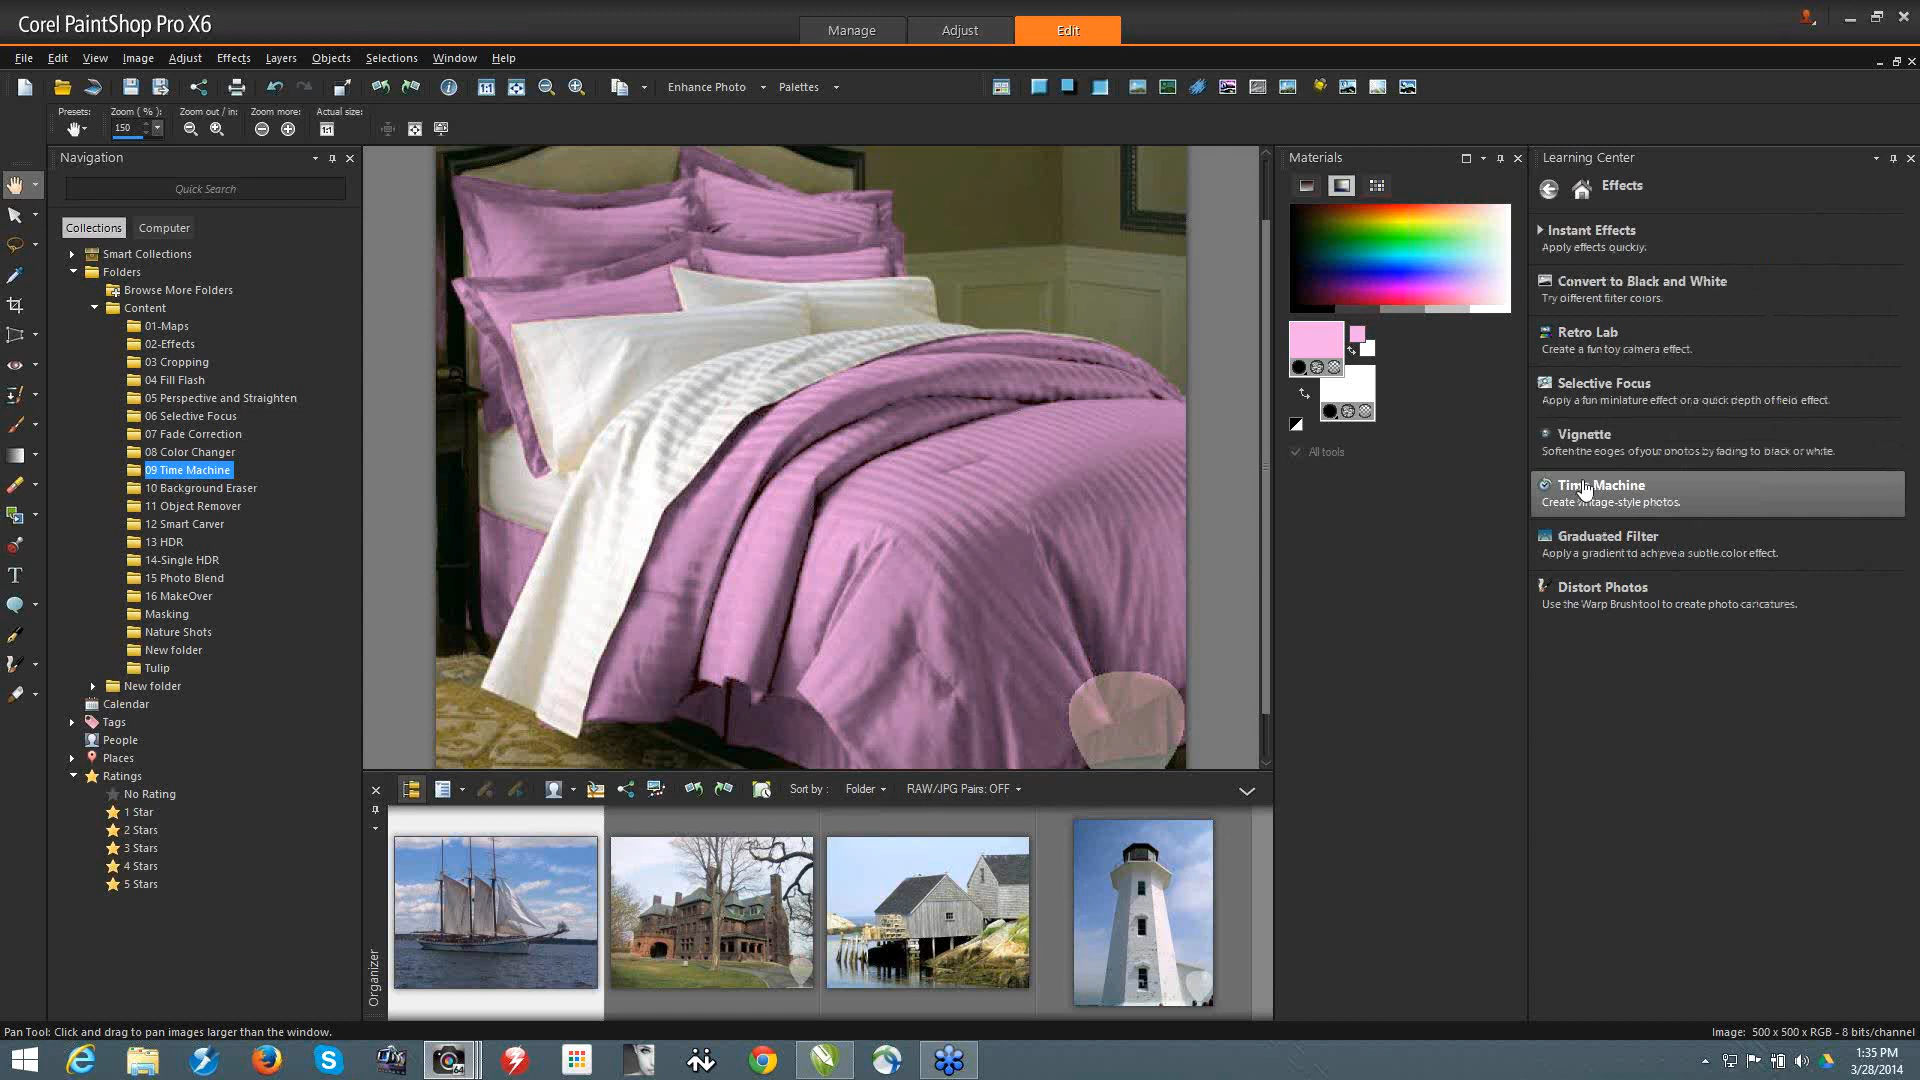 Corel PaintShop Pro X6
Manage
Adjust
Edit
File
Edit
View
Image
Adjust
Effects
Layers
Objects
Selections
Window
Help
Enhance Photo
Palettes
Presets:
Zoom ( % ):
Zoom out / in:
Zoom more:
Actual size:
150
Navigation
Quick Search
Collections
Computer
Smart Collections
Folders
Browse More Folders
Content
01-Maps
02-Effects
03 Cropping
04 Fill Flash
05 Perspective and Straighten
06 Selective Focus
07 Fade Correction
08 Color Changer
09 Time Machine
10 Background Eraser
11 Object Remover
12 Smart Carver
13 HDR
14-Single HDR
15 Photo Blend
16 MakeOver
Masking
Nature Shots
New folder
Tulip
New folder
Calendar
Tags
People
Places
Ratings
No Rating
1 Star
2 Stars
3 Stars
4 Stars
5 Stars
Materials
All tools
Learning Center
Effects
Instant Effects
Apply effects quickly.
Convert to Black and White
Try different filter colors.
Retro Lab
Create a fun toy camera effect.
Selective Focus
Apply a fun miniature effect or a quick depth of field effect.
Vignette
Soften the edges of your photos by fading to black or white.
Time Machine
Create vintage-style photos.
Graduated Filter
Apply a gradient to achieve a subtle color effect.
Distort Photos
Use the Warp Brush tool to create photo caricatures.
Sort by :
Folder
RAW/JPG Pairs: OFF
Organizer
Pan Tool: Click and drag to pan images larger than the window.
Image: 500 x 500 x RGB - 8 bits/channel
64
1:35 PM
3/28/2014